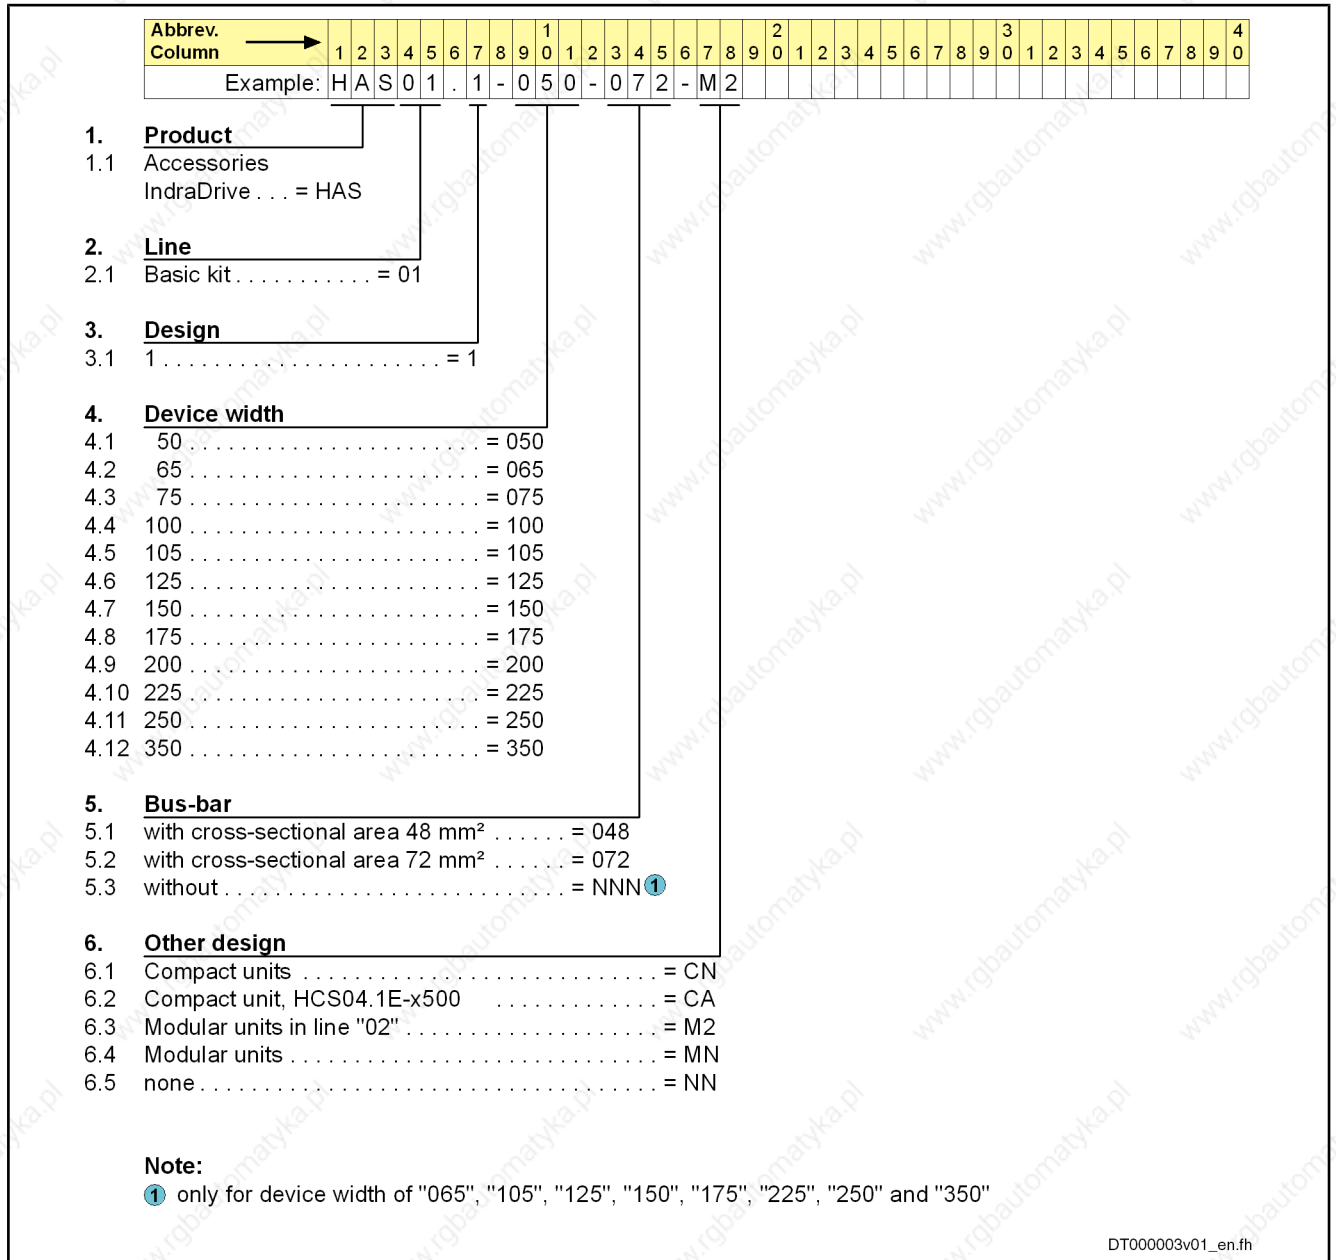 Abbrev. 1 2 3 4
Column 1 2 3 4 5 6 7 8 9 0 1 2 3 4 5 6 7 8 9 0 1 2 3 4 5 6 7 8 9 0 1 2 3 4 5 6 7 8 9 0
Example: H A S 0 1 . 1 - 0 5 0 - 0 7 2 - M 2
1. Product
1.1 Accessories
IndraDrive . . . = HAS
2. Line
2.1 Basic kit . . . . . . . . . . . = 01
3. Design
3.1 1 . . . . . . . . . . . . . . . . . . . . . . = 1
4. Device width
4.1 50 . . . . . . . . . . . . . . . . . . . . . . . = 050
4.2 65 . . . . . . . . . . . . . . . . . . . . . . . = 065
4.3 75 . . . . . . . . . . . . . . . . . . . . . . . = 075
4.4 100 . . . . . . . . . . . . . . . . . . . . . . . = 100
4.5 105 . . . . . . . . . . . . . . . . . . . . . . . = 105
4.6 125 . . . . . . . . . . . . . . . . . . . . . . . = 125
4.7 150 . . . . . . . . . . . . . . . . . . . . . . . = 150
4.8 175 . . . . . . . . . . . . . . . . . . . . . . . = 175
4.9 200 . . . . . . . . . . . . . . . . . . . . . . . = 200
4.10 225 . . . . . . . . . . . . . . . . . . . . . . . = 225
4.11 250 . . . . . . . . . . . . . . . . . . . . . . . = 250
4.12 350 . . . . . . . . . . . . . . . . . . . . . . . = 350
5. Bus-bar
5.1 with cross-sectional area 48 mm² . . . . . . = 048
5.2 with cross-sectional area 72 mm² . . . . . . = 072
5.3 without . . . . . . . . . . . . . . . . . . . . . . . . . . . = NNN 1
6. Other design
6.1 Compact units . . . . . . . . . . . . . . . . . . . . . . . . . . . . = CN
6.2 Compact unit, HCS04.1E-x500 . . . . . . . . . . . . . = CA
6.3 Modular units in line "02" . . . . . . . . . . . . . . . . . . . . = M2
6.4 Modular units . . . . . . . . . . . . . . . . . . . . . . . . . . . . . = MN
6.5 none . . . . . . . . . . . . . . . . . . . . . . . . . . . . . . . . . . . . = NN
Note:
1 only for device width of "065", "105", "125", "150", "175", "225", "250" and "350"
DT000003v01_en.fh
www.rgbautomatyka.pl